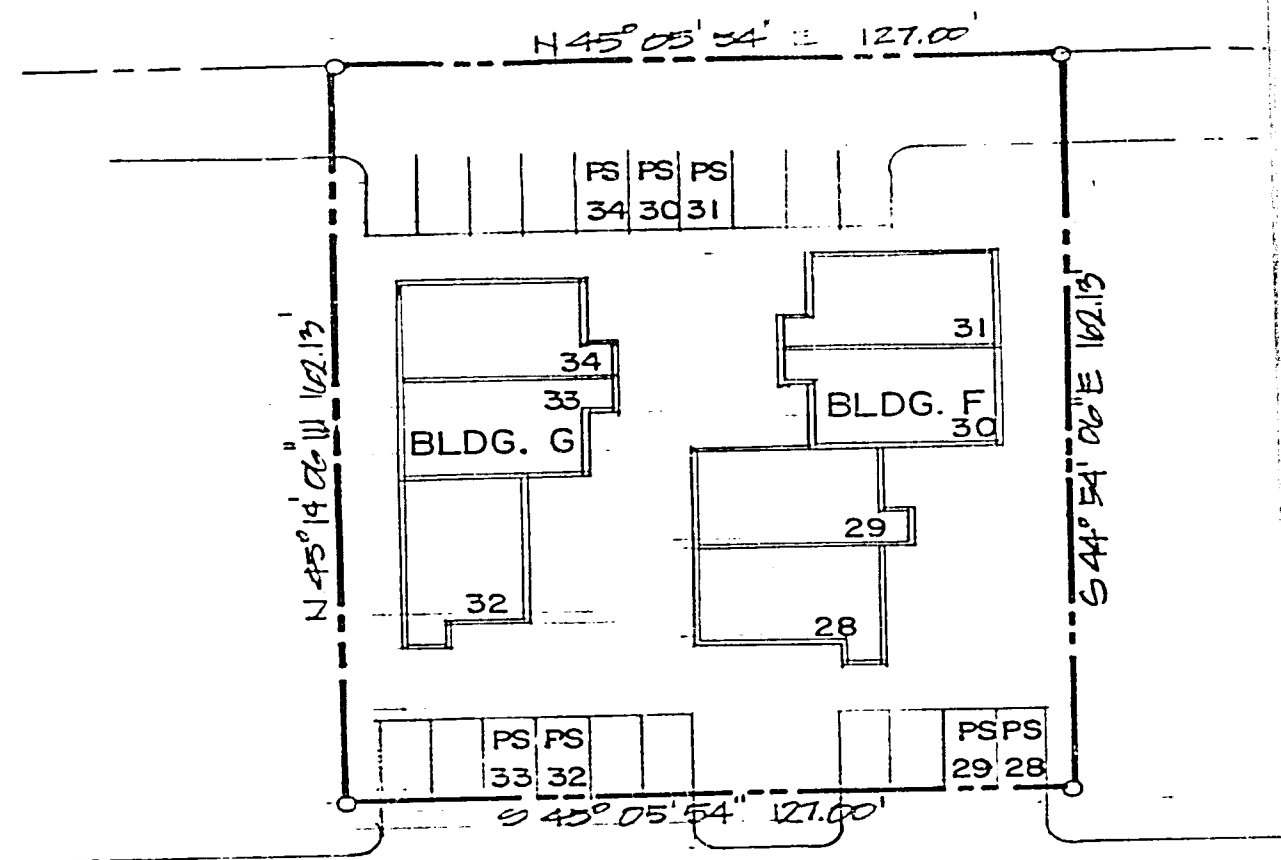 N 45° 05' 54" E 127.00'
PS PS PS
34 30 31
31
34
33
BLDG. F
30
BLDG. G
N 45° 14' 06" W 162.13'
S 44° 54' 06" E 162.13'
29
32
28
PS PS
33 32
PS PS
29 28
S 45° 05' 54" 127.00'